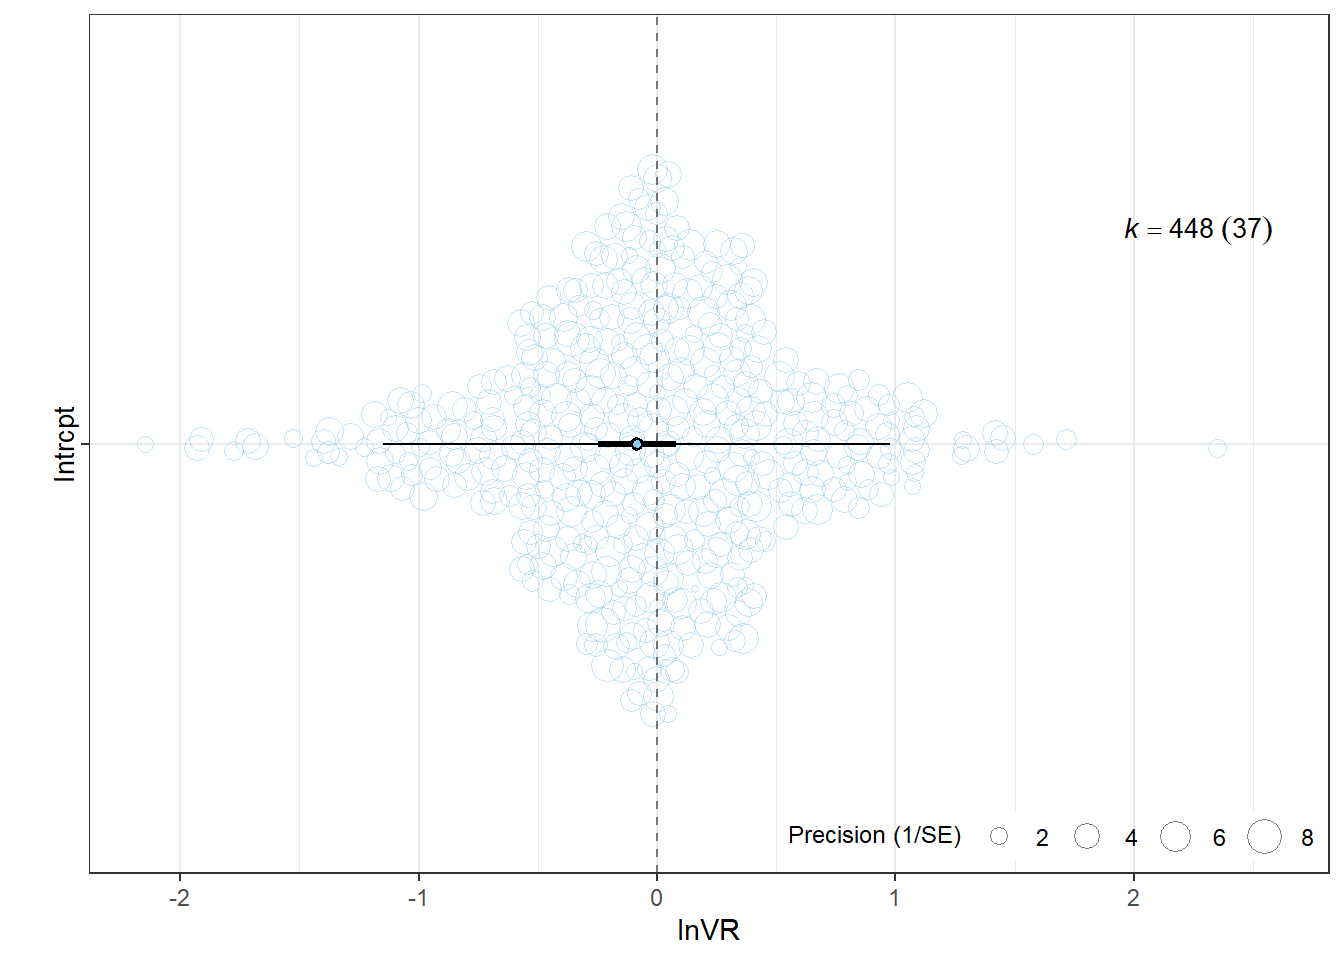 k = 448 (37)
Intrcpt
Precision (1/SE) 2 4 6 8
-2 -1 0 1 2
lnVR